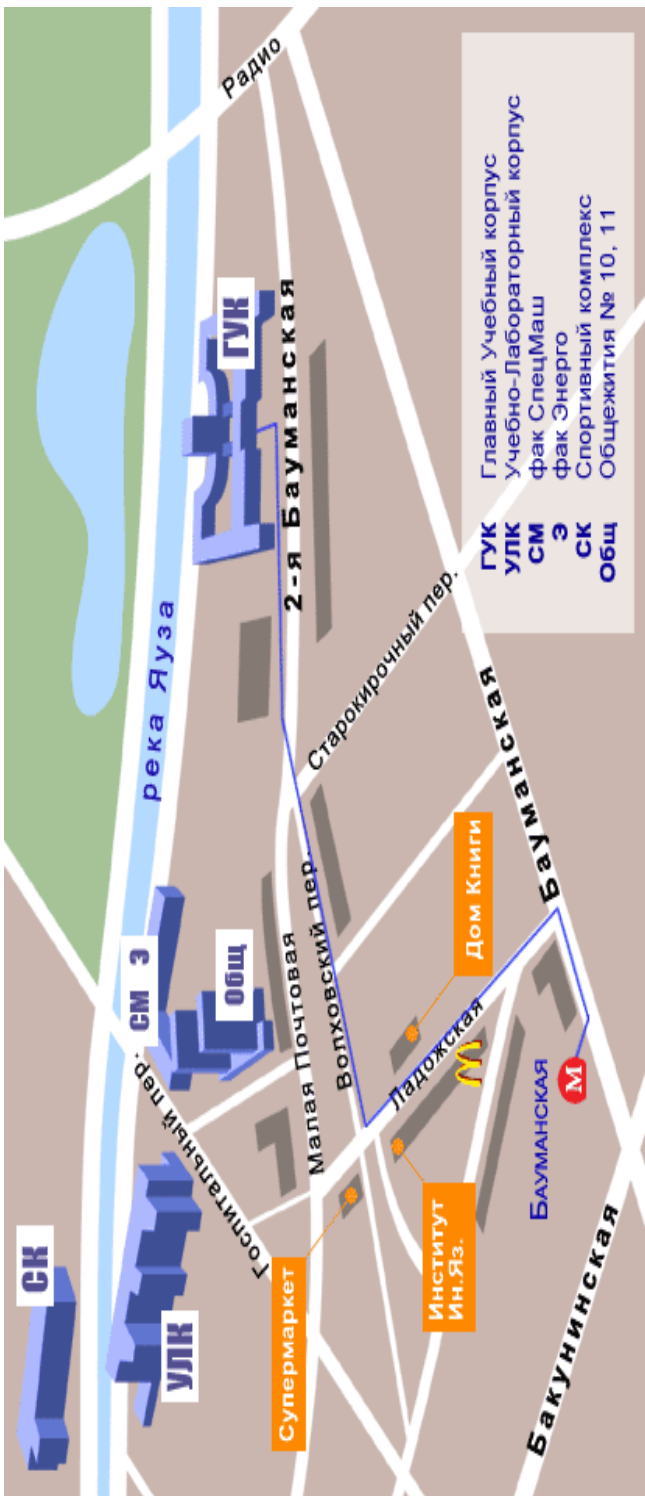 СК
УЛК
СМ Э
Общ
ГУК
река Яуза
Радио
Госпитальный пер.
Малая Почтовая
Волховский пер.
2-я Бауманская
Старокирочный пер.
Ладожская
Бауманская
Бакунинская
Супермаркет
Институт
Ин.Яз.
Дом Книги
БАУМАНСКАЯ
М
ГУК Главный Учебный корпус
УЛК Учебно-Лабораторный корпус
СМ фак СпецМаш
Э фак Энерго
СК Спортивный комплекс
Общ Общежития № 10, 11